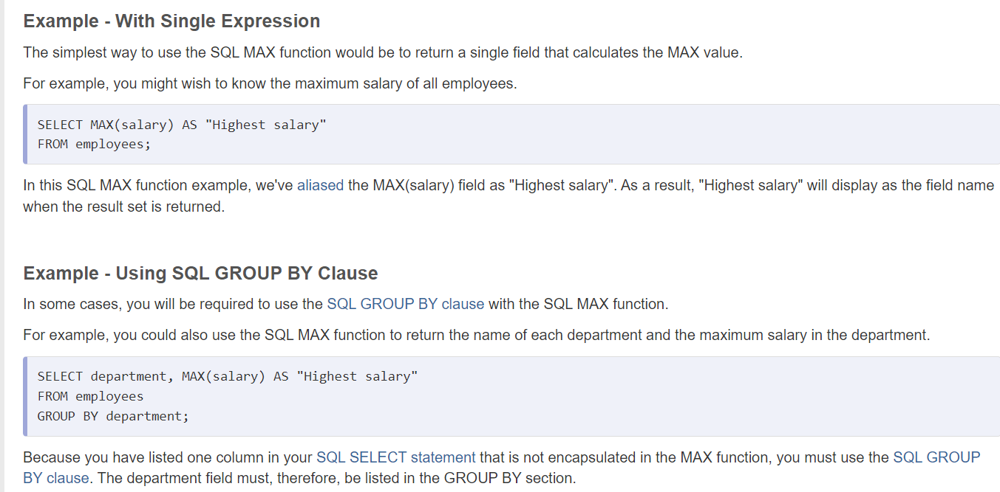 Example - With Single Expression
The simplest way to use the SQL MAX function would be to return a single field that calculates the MAX value.
For example, you might wish to know the maximum salary of all employees.
SELECT MAX(salary) AS "Highest salary"
FROM employees;
In this SQL MAX function example, we've aliased the MAX(salary) field as "Highest salary". As a result, "Highest salary" will display as the field name
when the result set is returned.
Example - Using SQL GROUP BY Clause
In some cases, you will be required to use the SQL GROUP BY clause with the SQL MAX function.
For example, you could also use the SQL MAX function to return the name of each department and the maximum salary in the department.
SELECT department, MAX(salary) AS "Highest salary"
FROM employees
GROUP BY department;
Because you have listed one column in your SQL SELECT statement that is not encapsulated in the MAX function, you must use the SQL GROUP
BY clause. The department field must, therefore, be listed in the GROUP BY section.